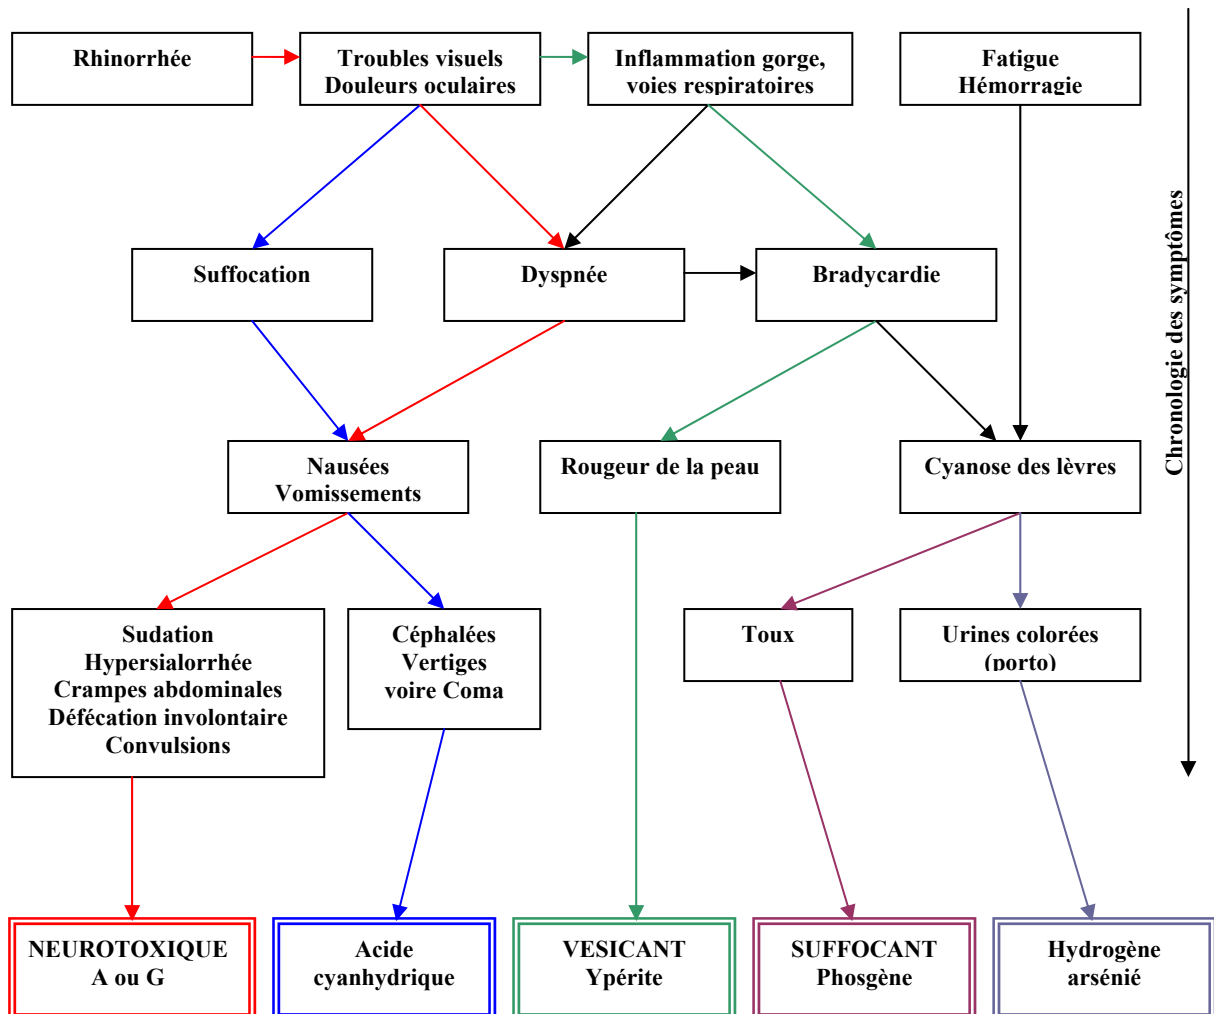 Rhinorrhée
Troubles visuels
Douleurs oculaires
Inflammation gorge,
voies respiratoires
Fatigue
Hémorragie
Chronologie des symptômes
Suffocation
Dyspnée
Bradycardie
Nausées
Vomissements
Rougeur de la peau
Cyanose des lèvres
Sudation
Hypersialorrhée
Crampes abdominales
Défécation involontaire
Convulsions
Céphalées
Vertiges
voire Coma
Toux
Urines colorées
(porto)
NEUROTOXIQUE
A ou G
Acide
cyanhydrique
VESICANT
Ypérite
SUFFOCANT
Phosgène
Hydrogène
arsénié